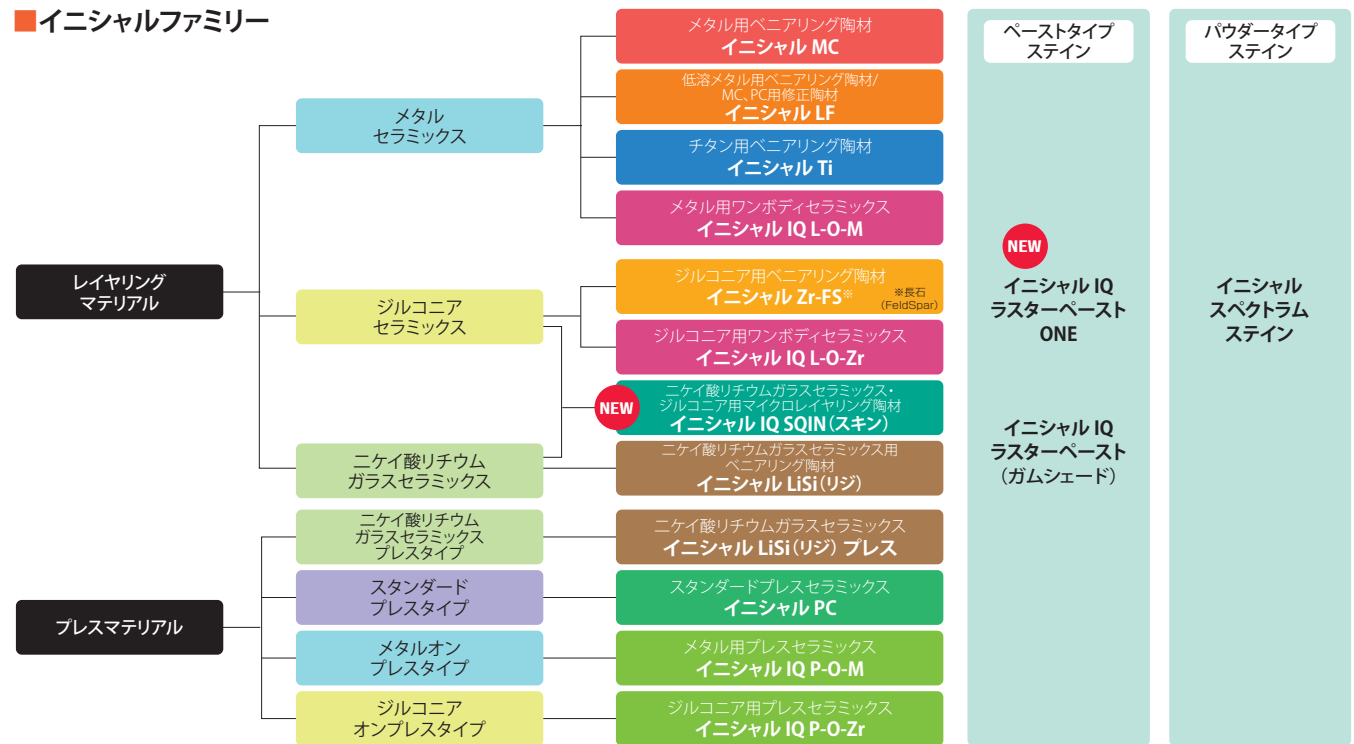 ■イニシャルファミリー
レイヤリング
マテリアル
メタル
セラミックス
メタル用ベニアリング陶材
イニシャル MC
低溶メタル用ベニアリング陶材/
MC、PC用修正陶材
イニシャル LF
チタン用ベニアリング陶材
イニシャル Ti
メタル用ワンボディセラミックス
イニシャル IQ L-O-M
ジルコニア
セラミックス
ジルコニア用ベニアリング陶材
イニシャル Zr-FS※
※長石
(FeldSpar)
ジルコニア用ワンボディセラミックス
イニシャル IQ L-O-Zr
NEW
二ケイ酸リチウムガラスセラミックス・
ジルコニア用マイクロレイヤリング陶材
イニシャル IQ SQIN(スキン)
二ケイ酸リチウム
ガラスセラミックス
二ケイ酸リチウムガラスセラミックス用
ベニアリング陶材
イニシャル LiSi(リジ)
プレスマテリアル
二ケイ酸リチウム
ガラスセラミックス
プレスタイプ
二ケイ酸リチウムガラスセラミックス
イニシャル LiSi(リジ) プレス
スタンダード
プレスタイプ
スタンダードプレスセラミックス
イニシャル PC
メタルオン
プレスタイプ
メタル用プレスセラミックス
イニシャル IQ P-O-M
ジルコニア
オンプレスタイプ
ジルコニア用プレスセラミックス
イニシャル IQ P-O-Zr
ペーストタイプ
ステイン
NEW
イニシャル IQ
ラスターペースト
ONE
イニシャル IQ
ラスターペースト
(ガムシェード)
パウダータイプ
ステイン
イニシャル
スペクトラム
ステイン